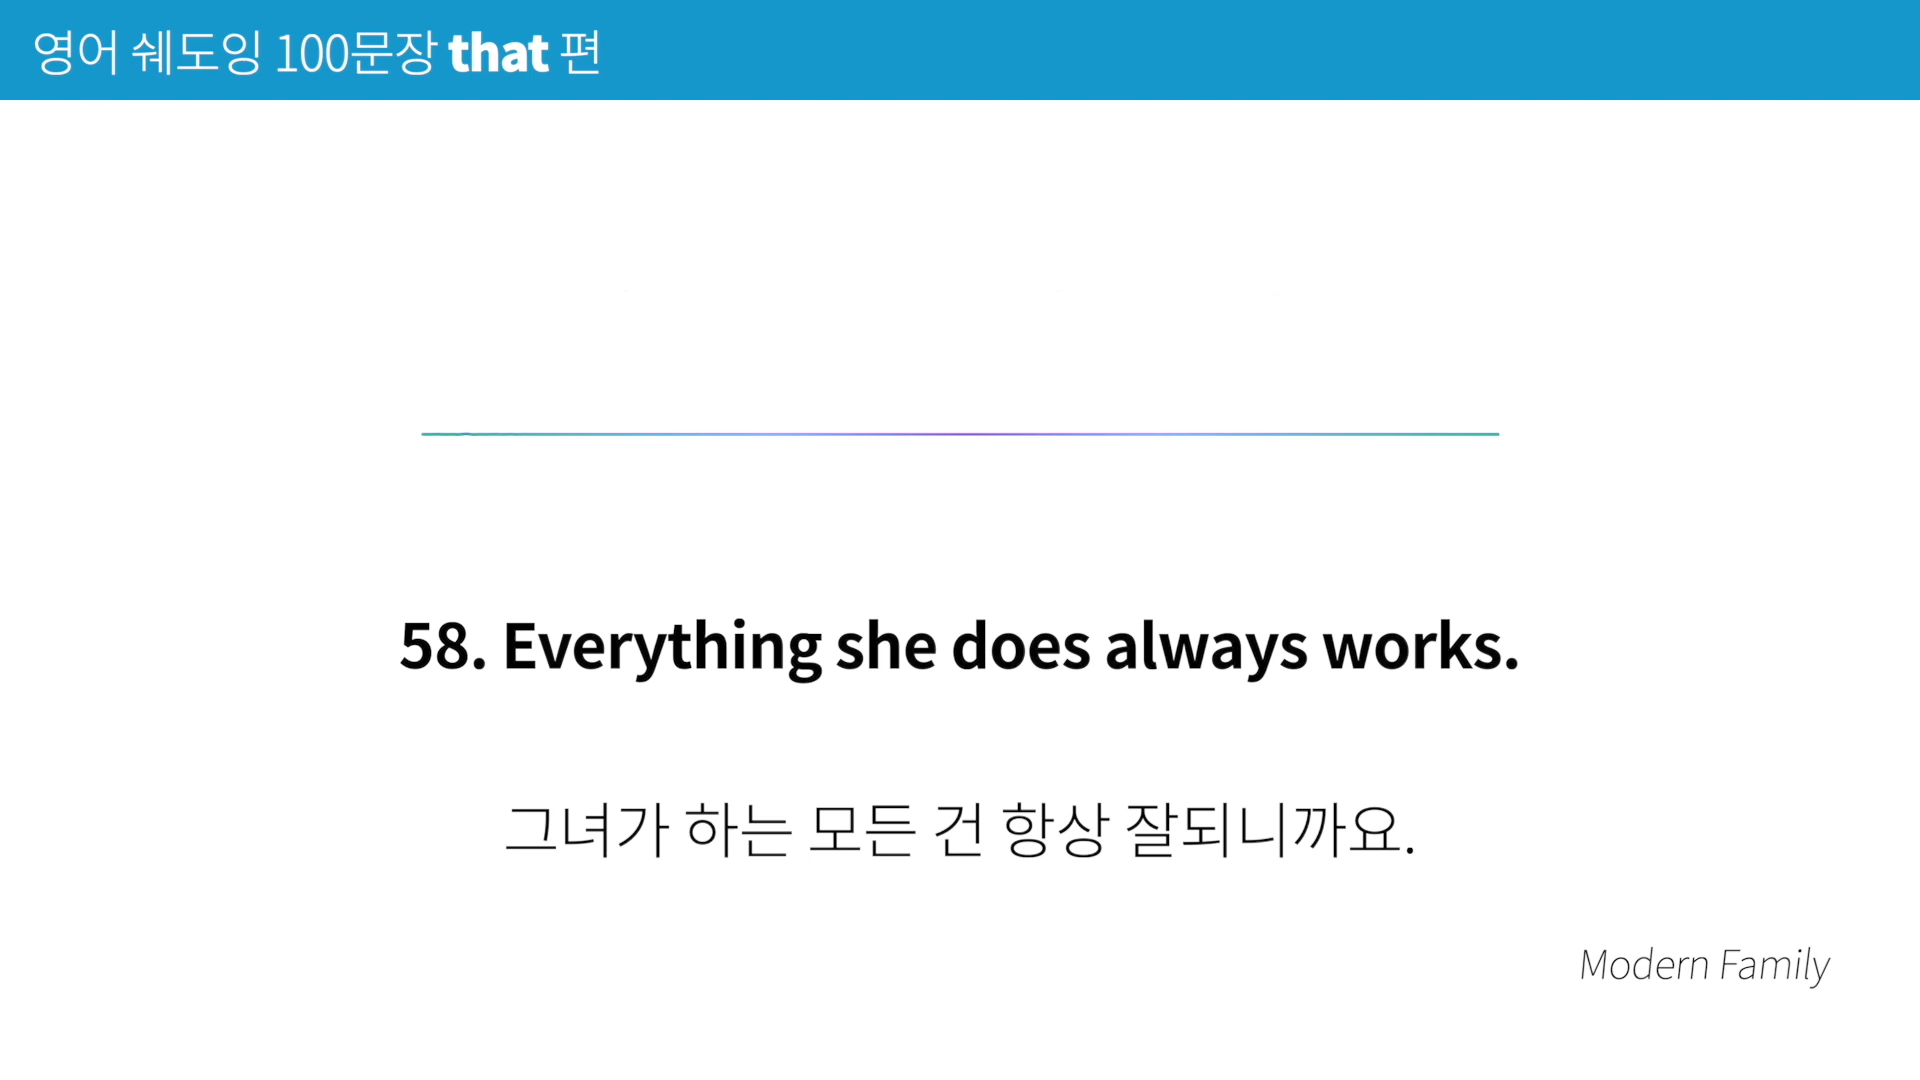 영어 쉐도잉 100문장 that 편
58. Everything she does always works.
그녀가 하는 모든 건 항상 잘되니까요.
Modern Family